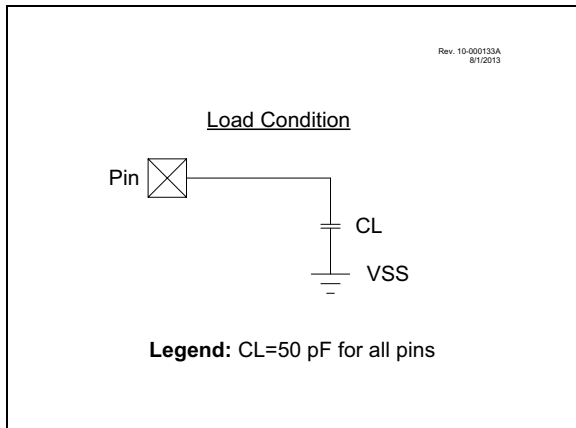 Rev. 10-000133A
8/1/2013
Load Condition
Pin
CL
VSS
Legend: CL=50 pF for all pins